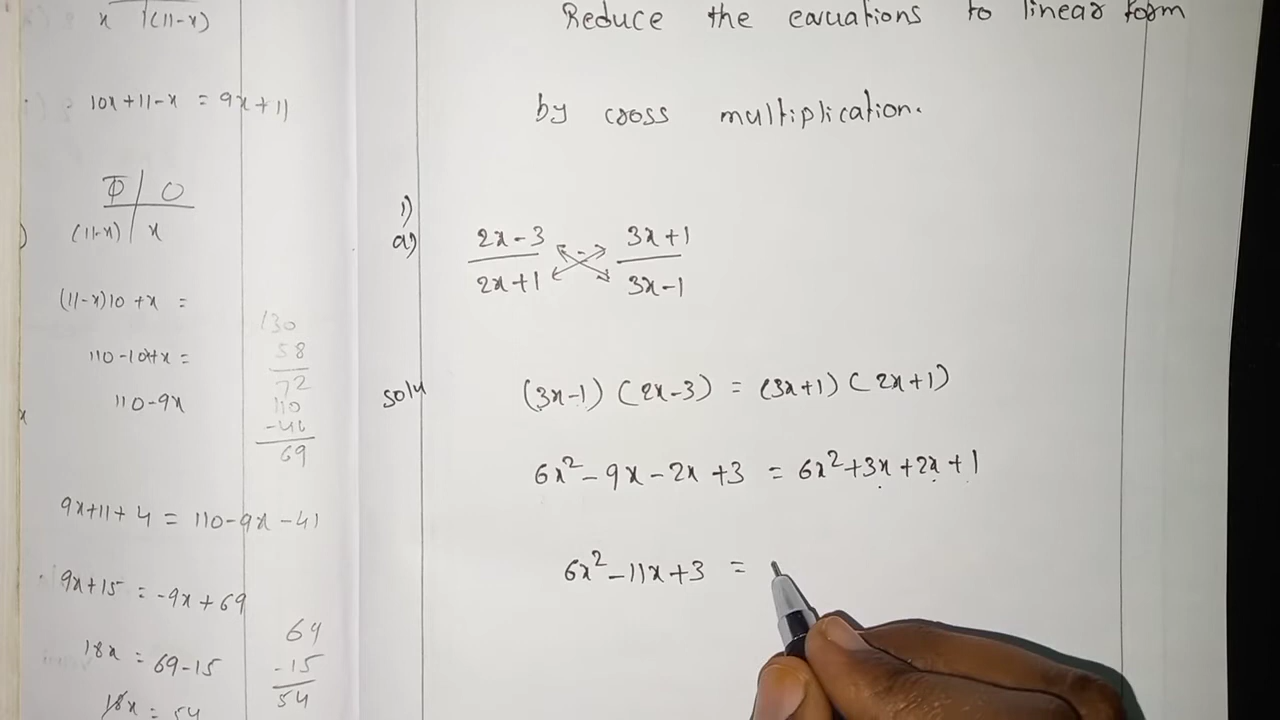 x 1(11-x)
10x+11-x = 9x+11
T O
(11-x) x
(11-x)10+x =
110-10x+x =
110-9x
130
58
72
110
-41
69
9x+11+4 = 110-9x-41
9x+15 = -9x+69
18x = 69-15
18x = 54
69
-15
54
Reduce the equations to linear form
by cross multiplication.
1)
a) 2x-3 = 3x+1
2x+1 3x-1
soln (3x-1) (2x-3) = (3x+1) (2x+1)
6x²-9x-2x+3 = 6x²+3x+2x+1
6x²-11x+3 =